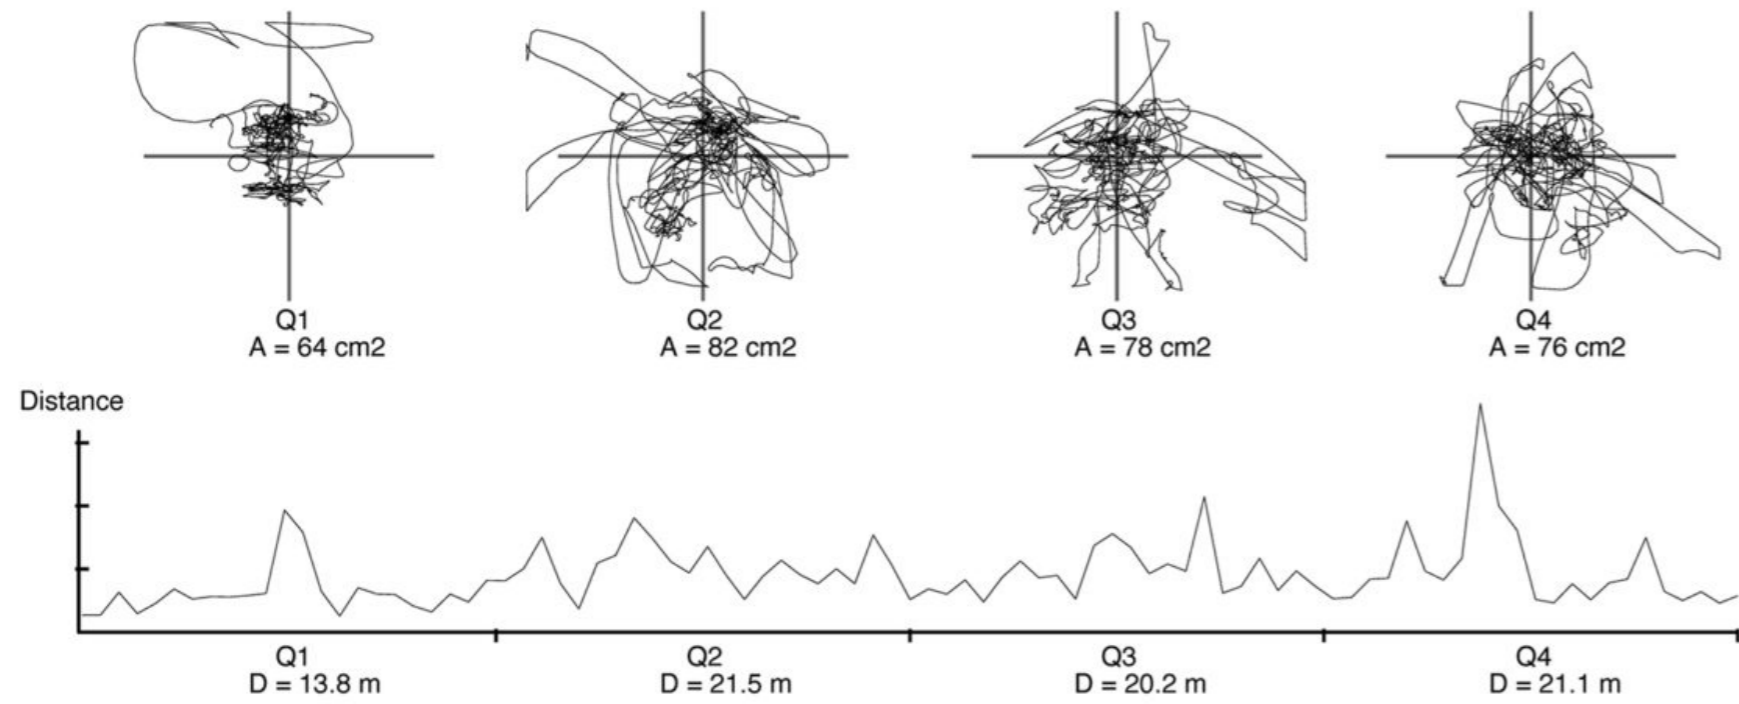 Q1 Q2 Q3 Q4
A = 64 cm2 A = 82 cm2 A = 78 cm2 A = 76 cm2
Distance
Q1 Q2 Q3 Q4
D = 13.8 m D = 21.5 m D = 20.2 m D = 21.1 m